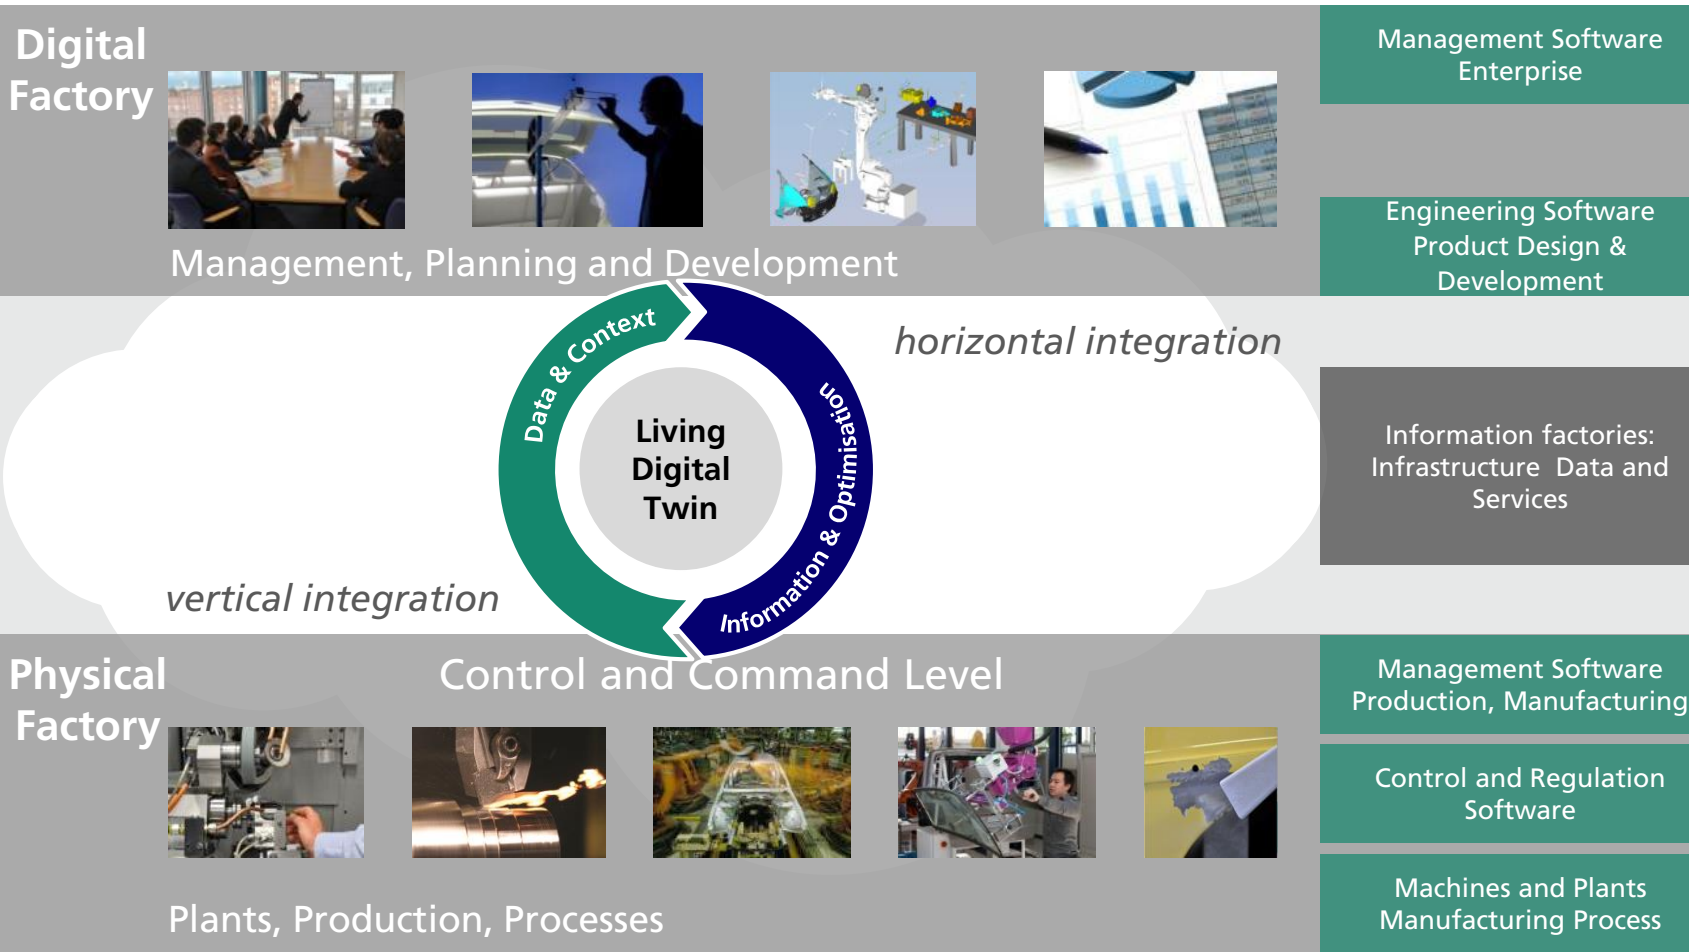 Digital
Factory
Management, Planning and Development
Management Software
Enterprise
Engineering Software
Product Design &
Development
horizontal integration
Data & Context
Information & Optimisation
Living
Digital
Twin
vertical integration
Information factories:
Infrastructure  Data and
Services
Physical
Factory
Control and Command Level
Plants, Production, Processes
Management Software
Production, Manufacturing
Control and Regulation
Software
Machines and Plants
Manufacturing Process